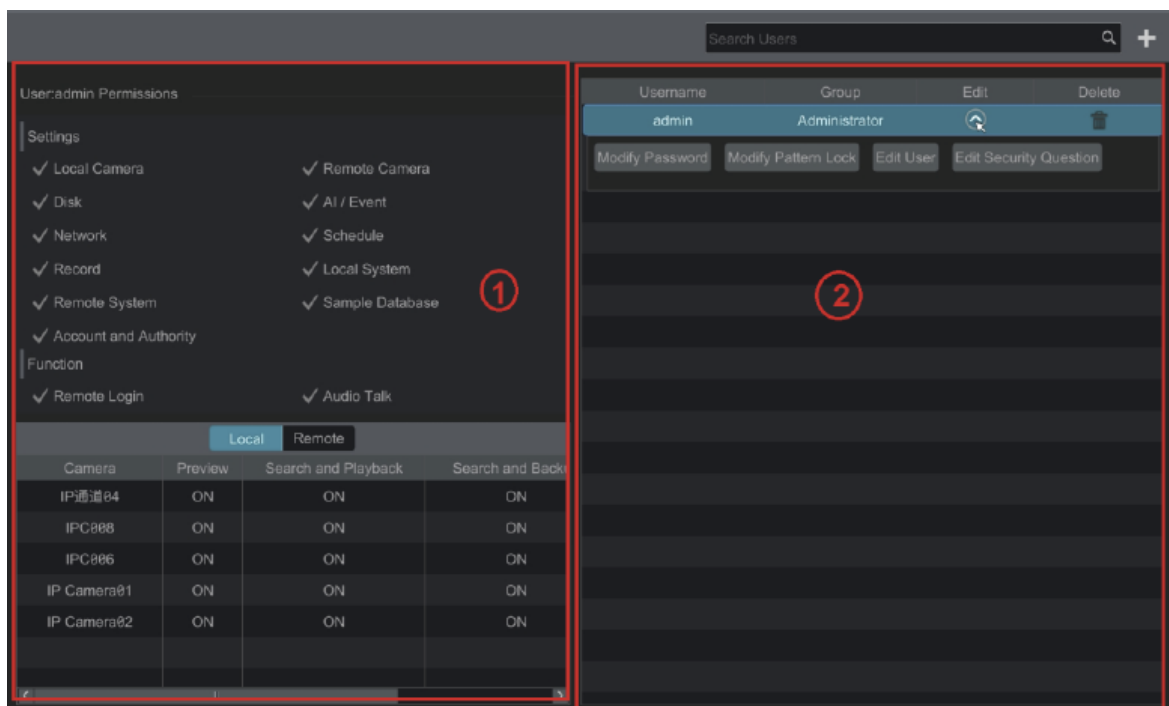 Search Users
User:admin Permissions
Settings
Local Camera Remote Camera
Disk AI / Event
Network Schedule
Record Local System
Remote System Sample Database
Account and Authority
Function
Remote Login Audio Talk
Local Remote
Camera Preview Search and Playback Search and Backu
IP通道04 ON ON ON
IPC008 ON ON ON
IPC006 ON ON ON
IP Camera01 ON ON ON
IP Camera02 ON ON ON
1
Username Group Edit Delete
admin Administrator
Modify Password Modify Pattern Lock Edit User Edit Security Question
2